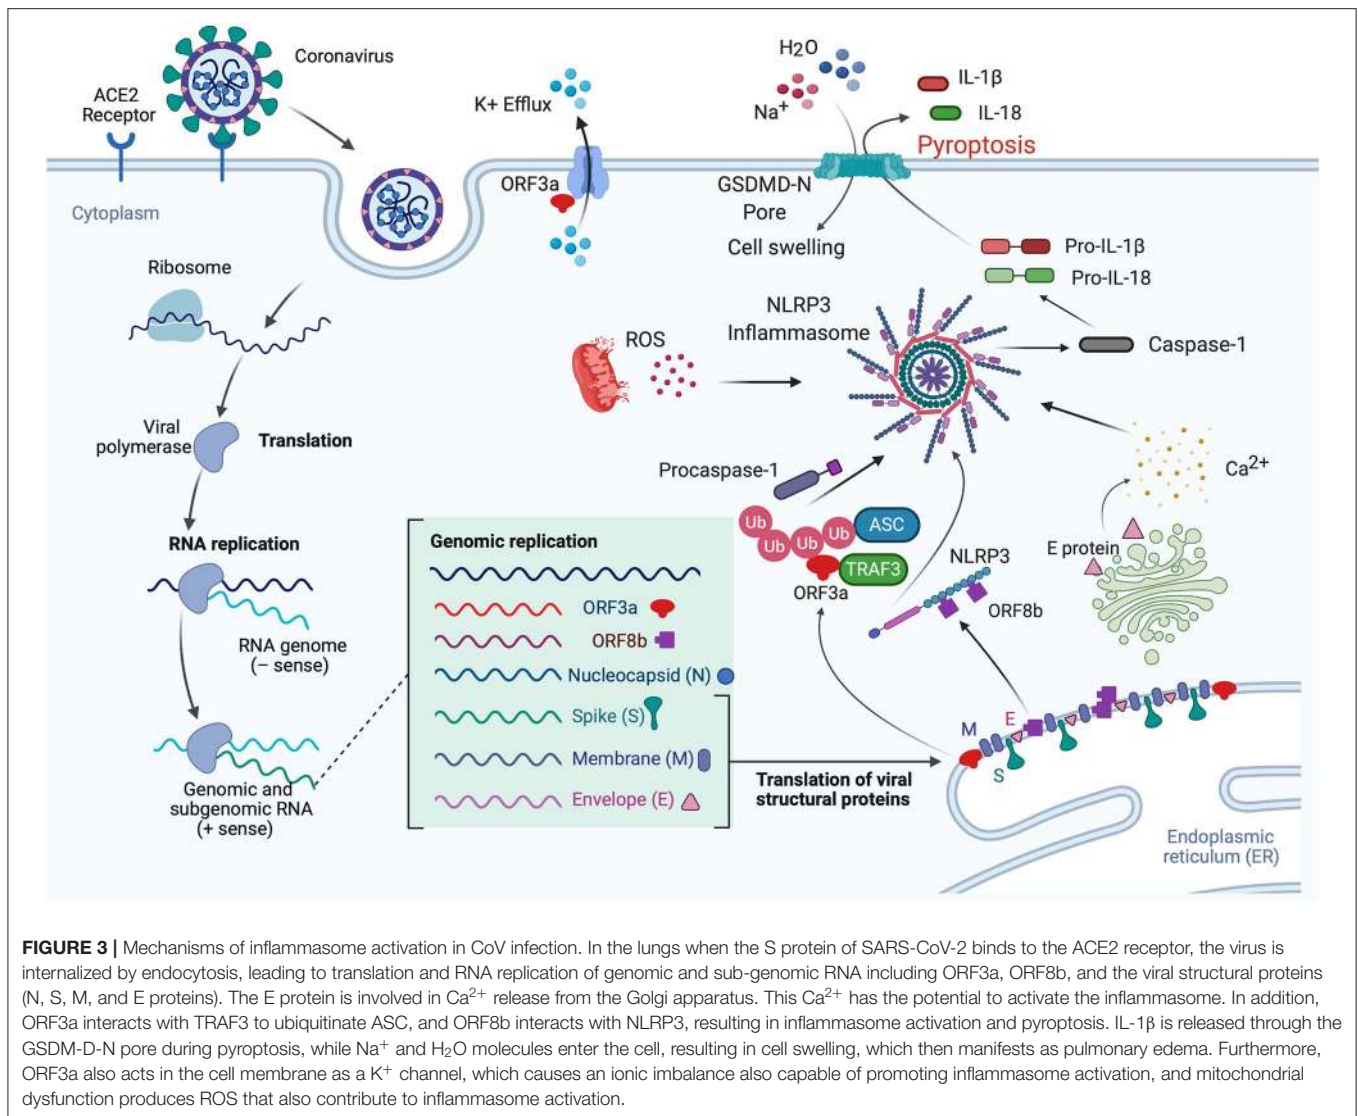 Coronavirus
ACE2
Receptor
Cytoplasm
K+ Efflux
ORF3a
H2O
Na+
IL-1β
IL-18
Pyroptosis
GSDMD-N
Pore
Cell swelling
Pro-IL-1β
Pro-IL-18
Ribosome
ROS
NLRP3
Inflammasome
Caspase-1
Viral
polymerase
Translation
Procaspase-1
Ca2+
Ub
Ub
Ub
Ub
ASC
TRAF3
ORF3a
NLRP3
ORF8b
E protein
RNA replication
RNA genome
(– sense)
Genomic and
subgenomic RNA
(+ sense)
Genomic replication
ORF3a
ORF8b
Nucleocapsid (N)
Spike (S)
Membrane (M)
Envelope (E)
Translation of viral
structural proteins
M
E
S
Endoplasmic
reticulum (ER)
FIGURE 3 | Mechanisms of inflammasome activation in CoV infection. In the lungs when the S protein of SARS-CoV-2 binds to the ACE2 receptor, the virus is
internalized by endocytosis, leading to translation and RNA replication of genomic and sub-genomic RNA including ORF3a, ORF8b, and the viral structural proteins
(N, S, M, and E proteins). The E protein is involved in Ca2+ release from the Golgi apparatus. This Ca2+ has the potential to activate the inflammasome. In addition,
ORF3a interacts with TRAF3 to ubiquitinate ASC, and ORF8b interacts with NLRP3, resulting in inflammasome activation and pyroptosis. IL-1β is released through the
GSDM-D-N pore during pyroptosis, while Na+ and H2O molecules enter the cell, resulting in cell swelling, which then manifests as pulmonary edema. Furthermore,
ORF3a also acts in the cell membrane as a K+ channel, which causes an ionic imbalance also capable of promoting inflammasome activation, and mitochondrial
dysfunction produces ROS that also contribute to inflammasome activation.